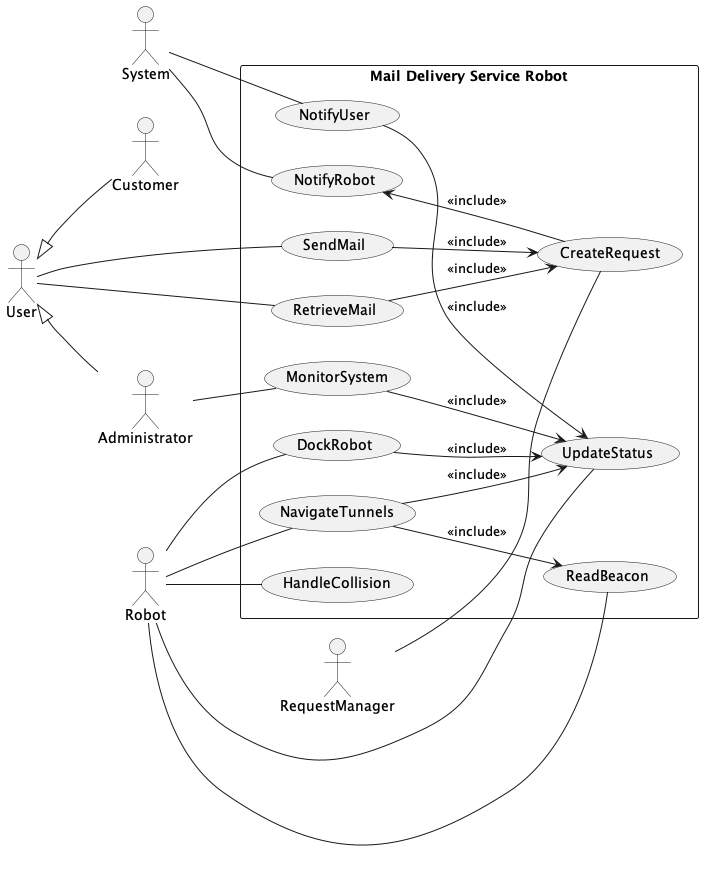 System
Mail Delivery Service Robot
NotifyUser
Customer
NotifyRobot
«include»
SendMail
«include»
CreateRequest
«include»
User
RetrieveMail
«include»
MonitorSystem
Administrator
«include»
DockRobot
«include»
UpdateStatus
«include»
NavigateTunnels
«include»
HandleCollision
ReadBeacon
Robot
RequestManager